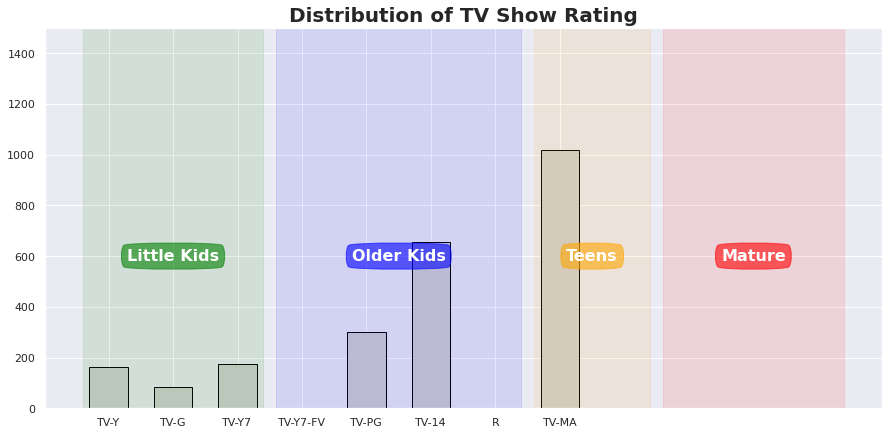 Distribution of TV Show Rating
1400
1200
1000
800
600
400
200
0
Little Kids
Older Kids
Teens
Mature
TV-Y
TV-G
TV-Y7
TV-Y7-FV
TV-PG
TV-14
R
TV-MA